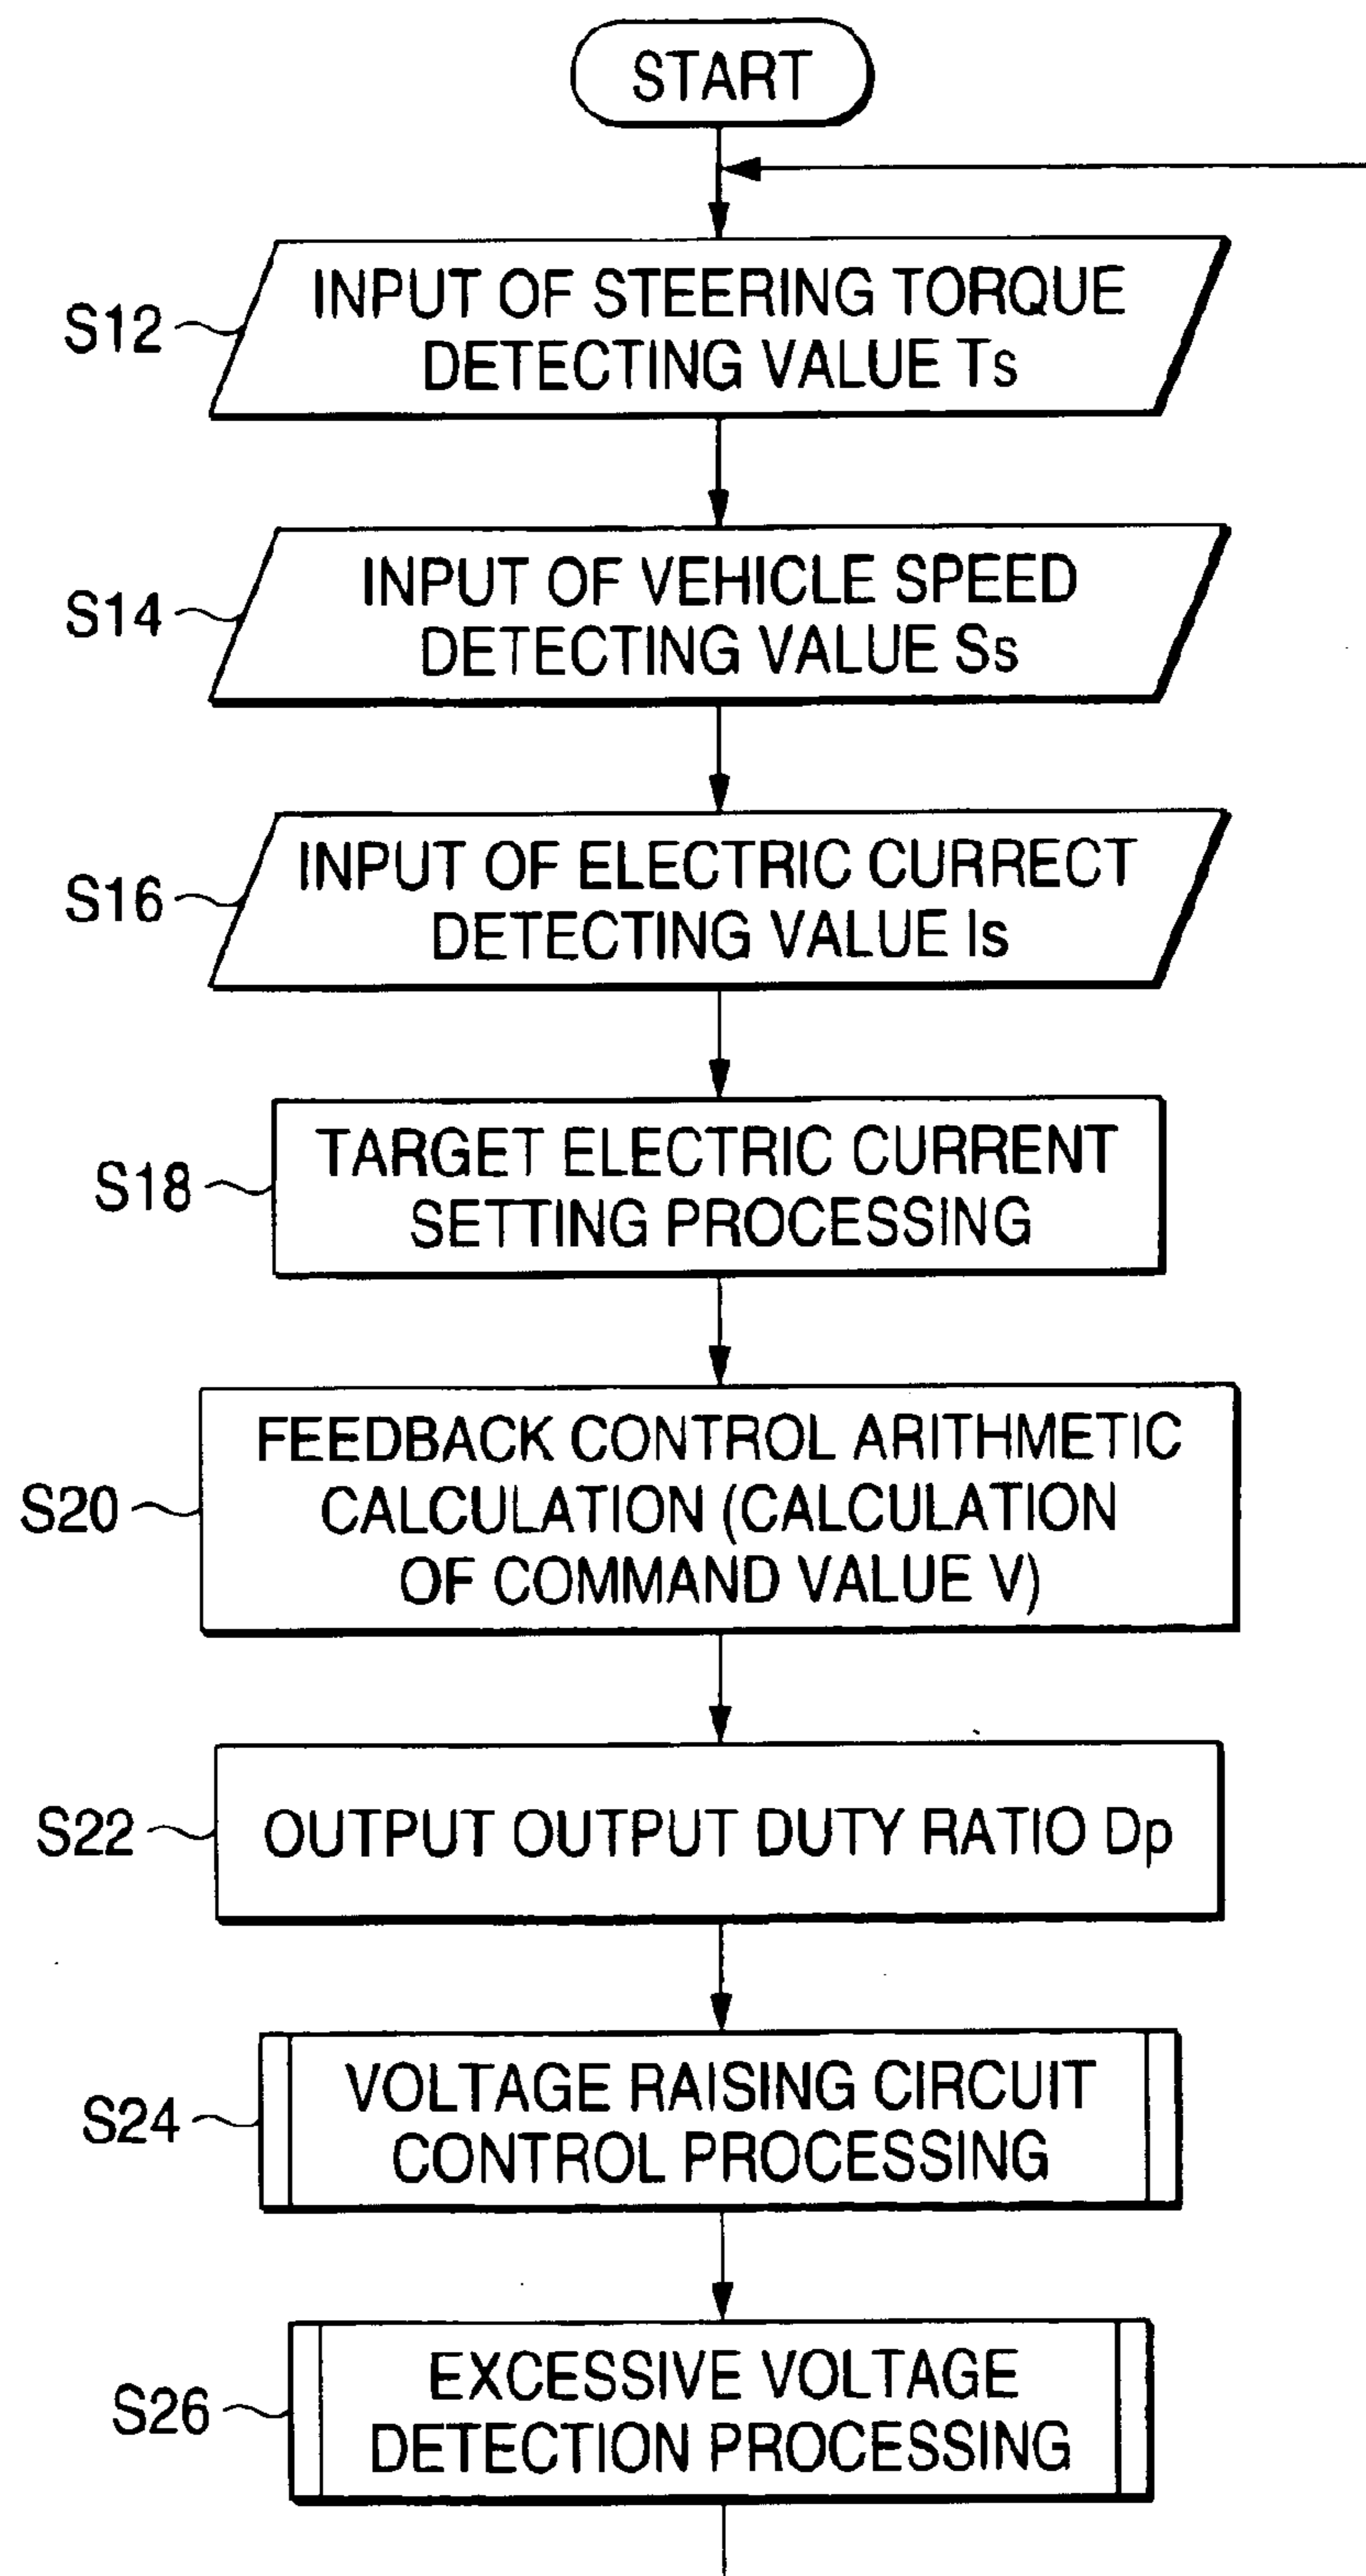 START
S12
INPUT OF STEERING TORQUE
DETECTING VALUE Ts
S14
INPUT OF VEHICLE SPEED
DETECTING VALUE Ss
S16
INPUT OF ELECTRIC CURRECT
DETECTING VALUE Is
S18
TARGET ELECTRIC CURRENT
SETTING PROCESSING
S20
FEEDBACK CONTROL ARITHMETIC
CALCULATION (CALCULATION
OF COMMAND VALUE V)
S22
OUTPUT OUTPUT DUTY RATIO Dp
S24
VOLTAGE RAISING CIRCUIT
CONTROL PROCESSING
S26
EXCESSIVE VOLTAGE
DETECTION PROCESSING